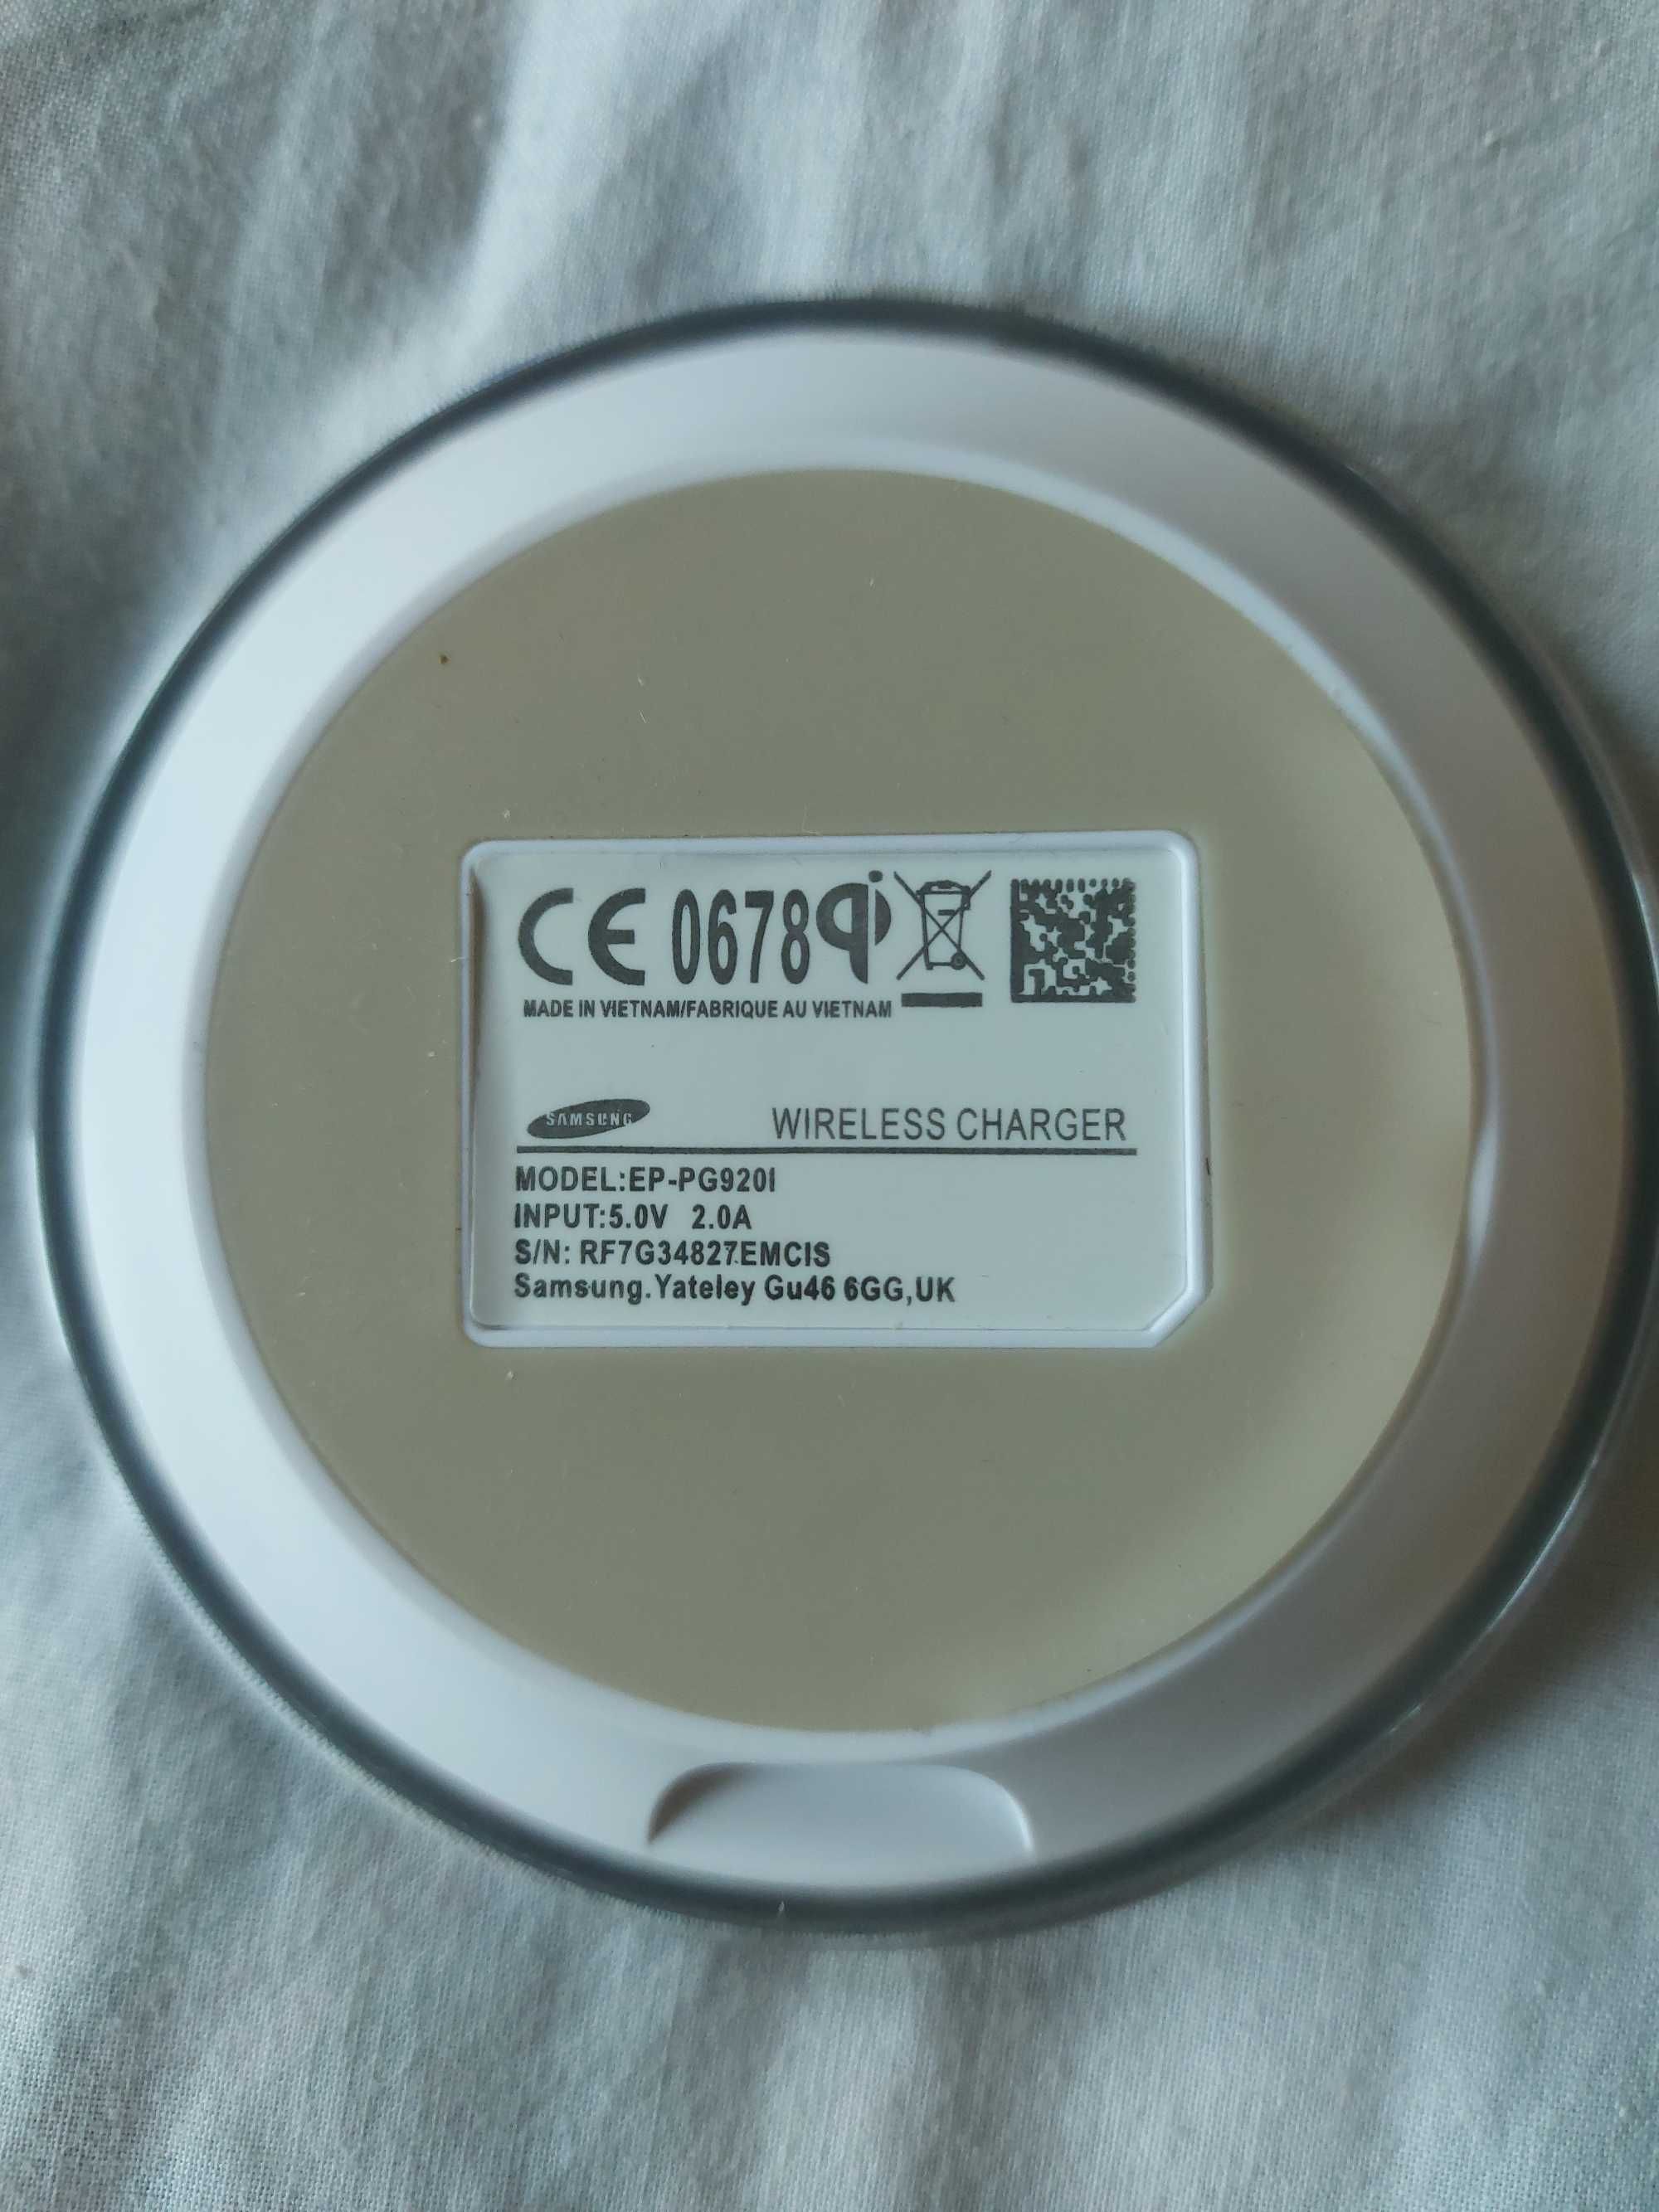 CE 0678 qi
MADE IN VIETNAM/FABRIQUE AU VIETNAM
SAMSUNG WIRELESS CHARGER
MODEL:EP-PG920I
INPUT:5.0V 2.0A
S/N: RF7G34827EMCIS
Samsung.Yateley Gu46 6GG,UK